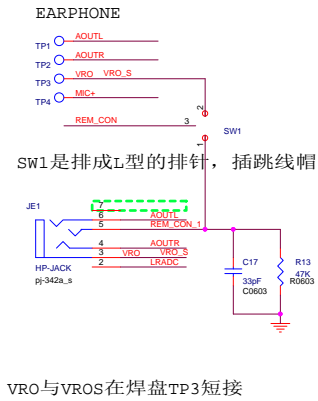 EARPHONE
AOUTL
TP1
AOUTR
TP2
VRO VRO_S
TP3
MIC+
TP4
2
REM_CON 3
SW1
1
SW1是排成L型的排针，插跳线帽
JE1
7
6 AOUTL
5 REM_CON_1
4 AOUTR
3 VRO VRO_S
2 LRADC
HP-JACK
pj-342a_s
C17
33pF
C0603
R13
47K
R0603
VRO与VROS在焊盘TP3短接